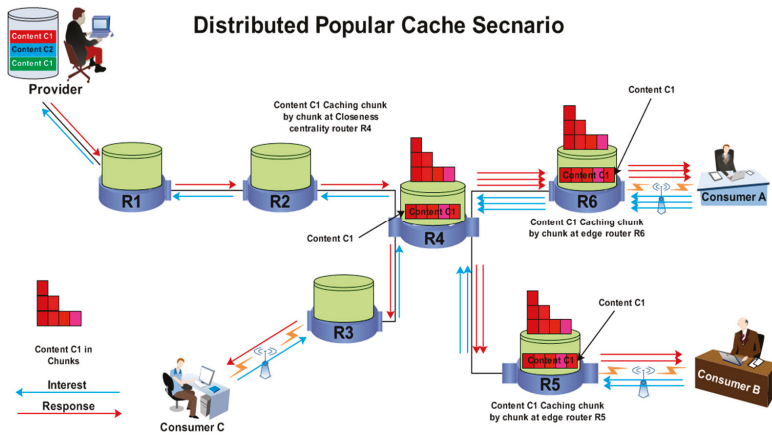 Distributed Popular Cache Secnario
Content C1
Content C2
Content C1
Provider
Content C1 Caching chunk
by chunk at Closeness
centrality router R4
Content C1
R1
R2
Content C1
R4
Content C1
Content C1
R6
Content C1 Caching chunk
by chunk at edge router R6
Consumer A
R3
Content C1
Content C1
R5
Content C1 Caching chunk
by chunk at edge router R5
Consumer B
Content C1 in
Chunks
Interest
Response
Consumer C